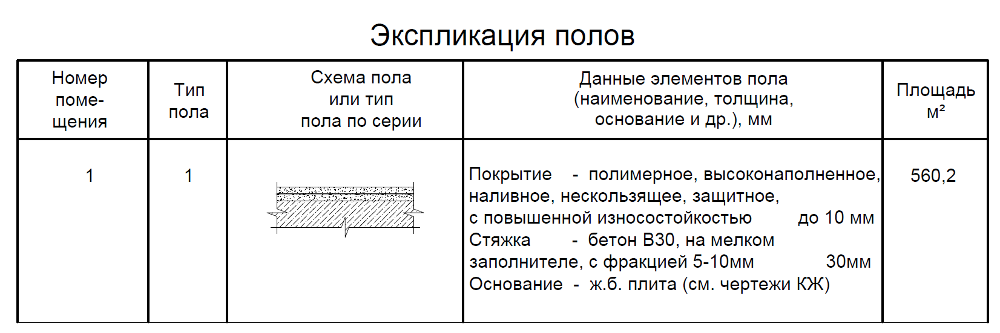 Экспликация полов
Номер
поме-
щения
Тип
пола
Схема пола
или тип
пола по серии
Данные элементов пола
(наименование, толщина,
основание и др.), мм
Площадь
м²
1
1
Покрытие - полимерное, высоконаполненное,
наливное, нескользящее, защитное,
с повышенной износостойкостью до 10 мм
Стяжка - бетон В30, на мелком
заполнителе, с фракцией 5-10мм 30мм
Основание - ж.б. плита (см. чертежи КЖ)
560,2